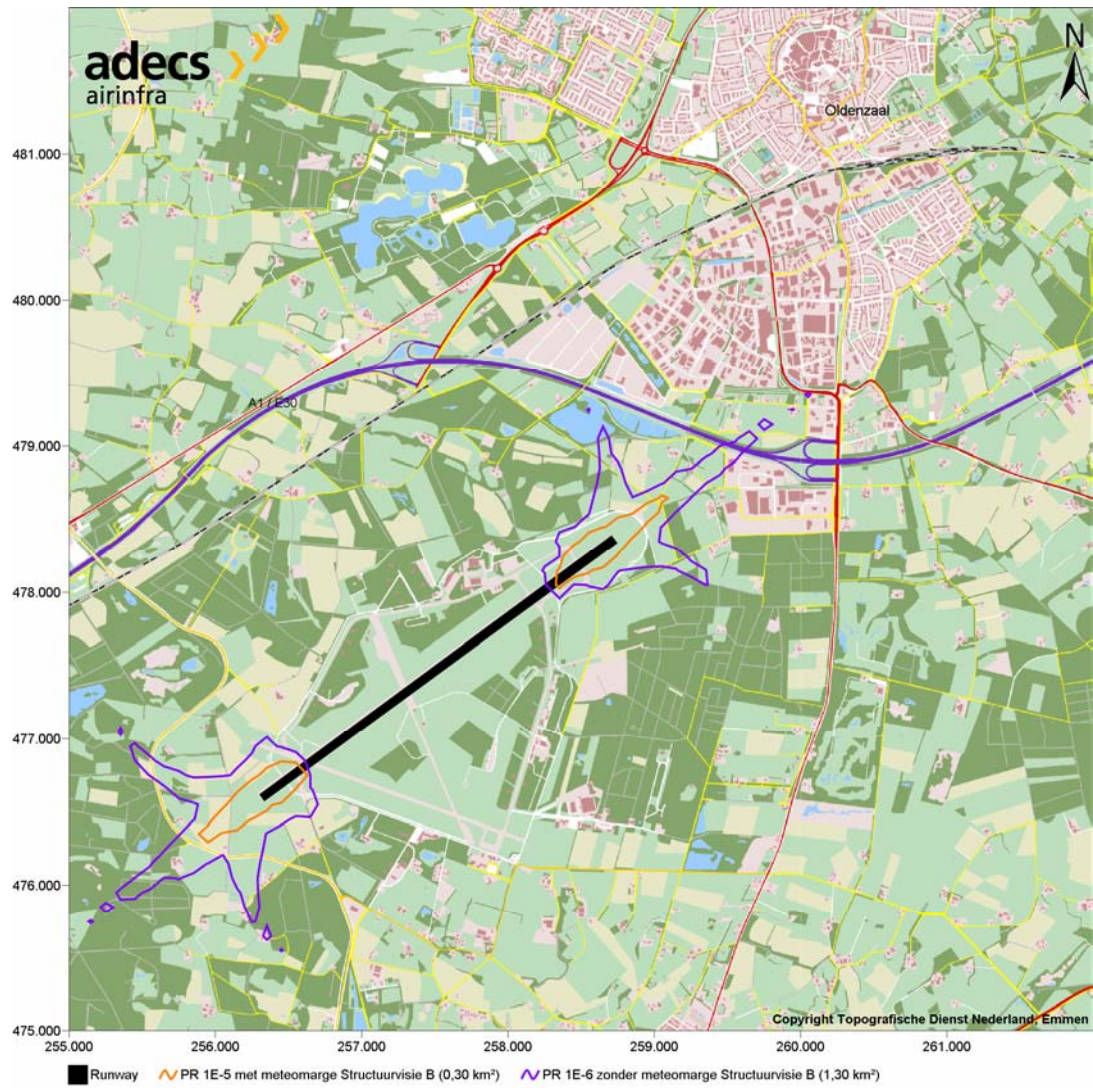 adecs
airinfra
N
Oldenzaal
481.000
480.000
A1 / E30
479.000
478.000
477.000
476.000
475.000
Copyright Topografische Dienst Nederland, Emmen
255.000 256.000 257.000 258.000 259.000 260.000 261.000
Runway PR 1E-5 met meteomarge Structuurvisie B (0,30 km²) PR 1E-6 zonder meteomarge Structuurvisie B (1,30 km²)